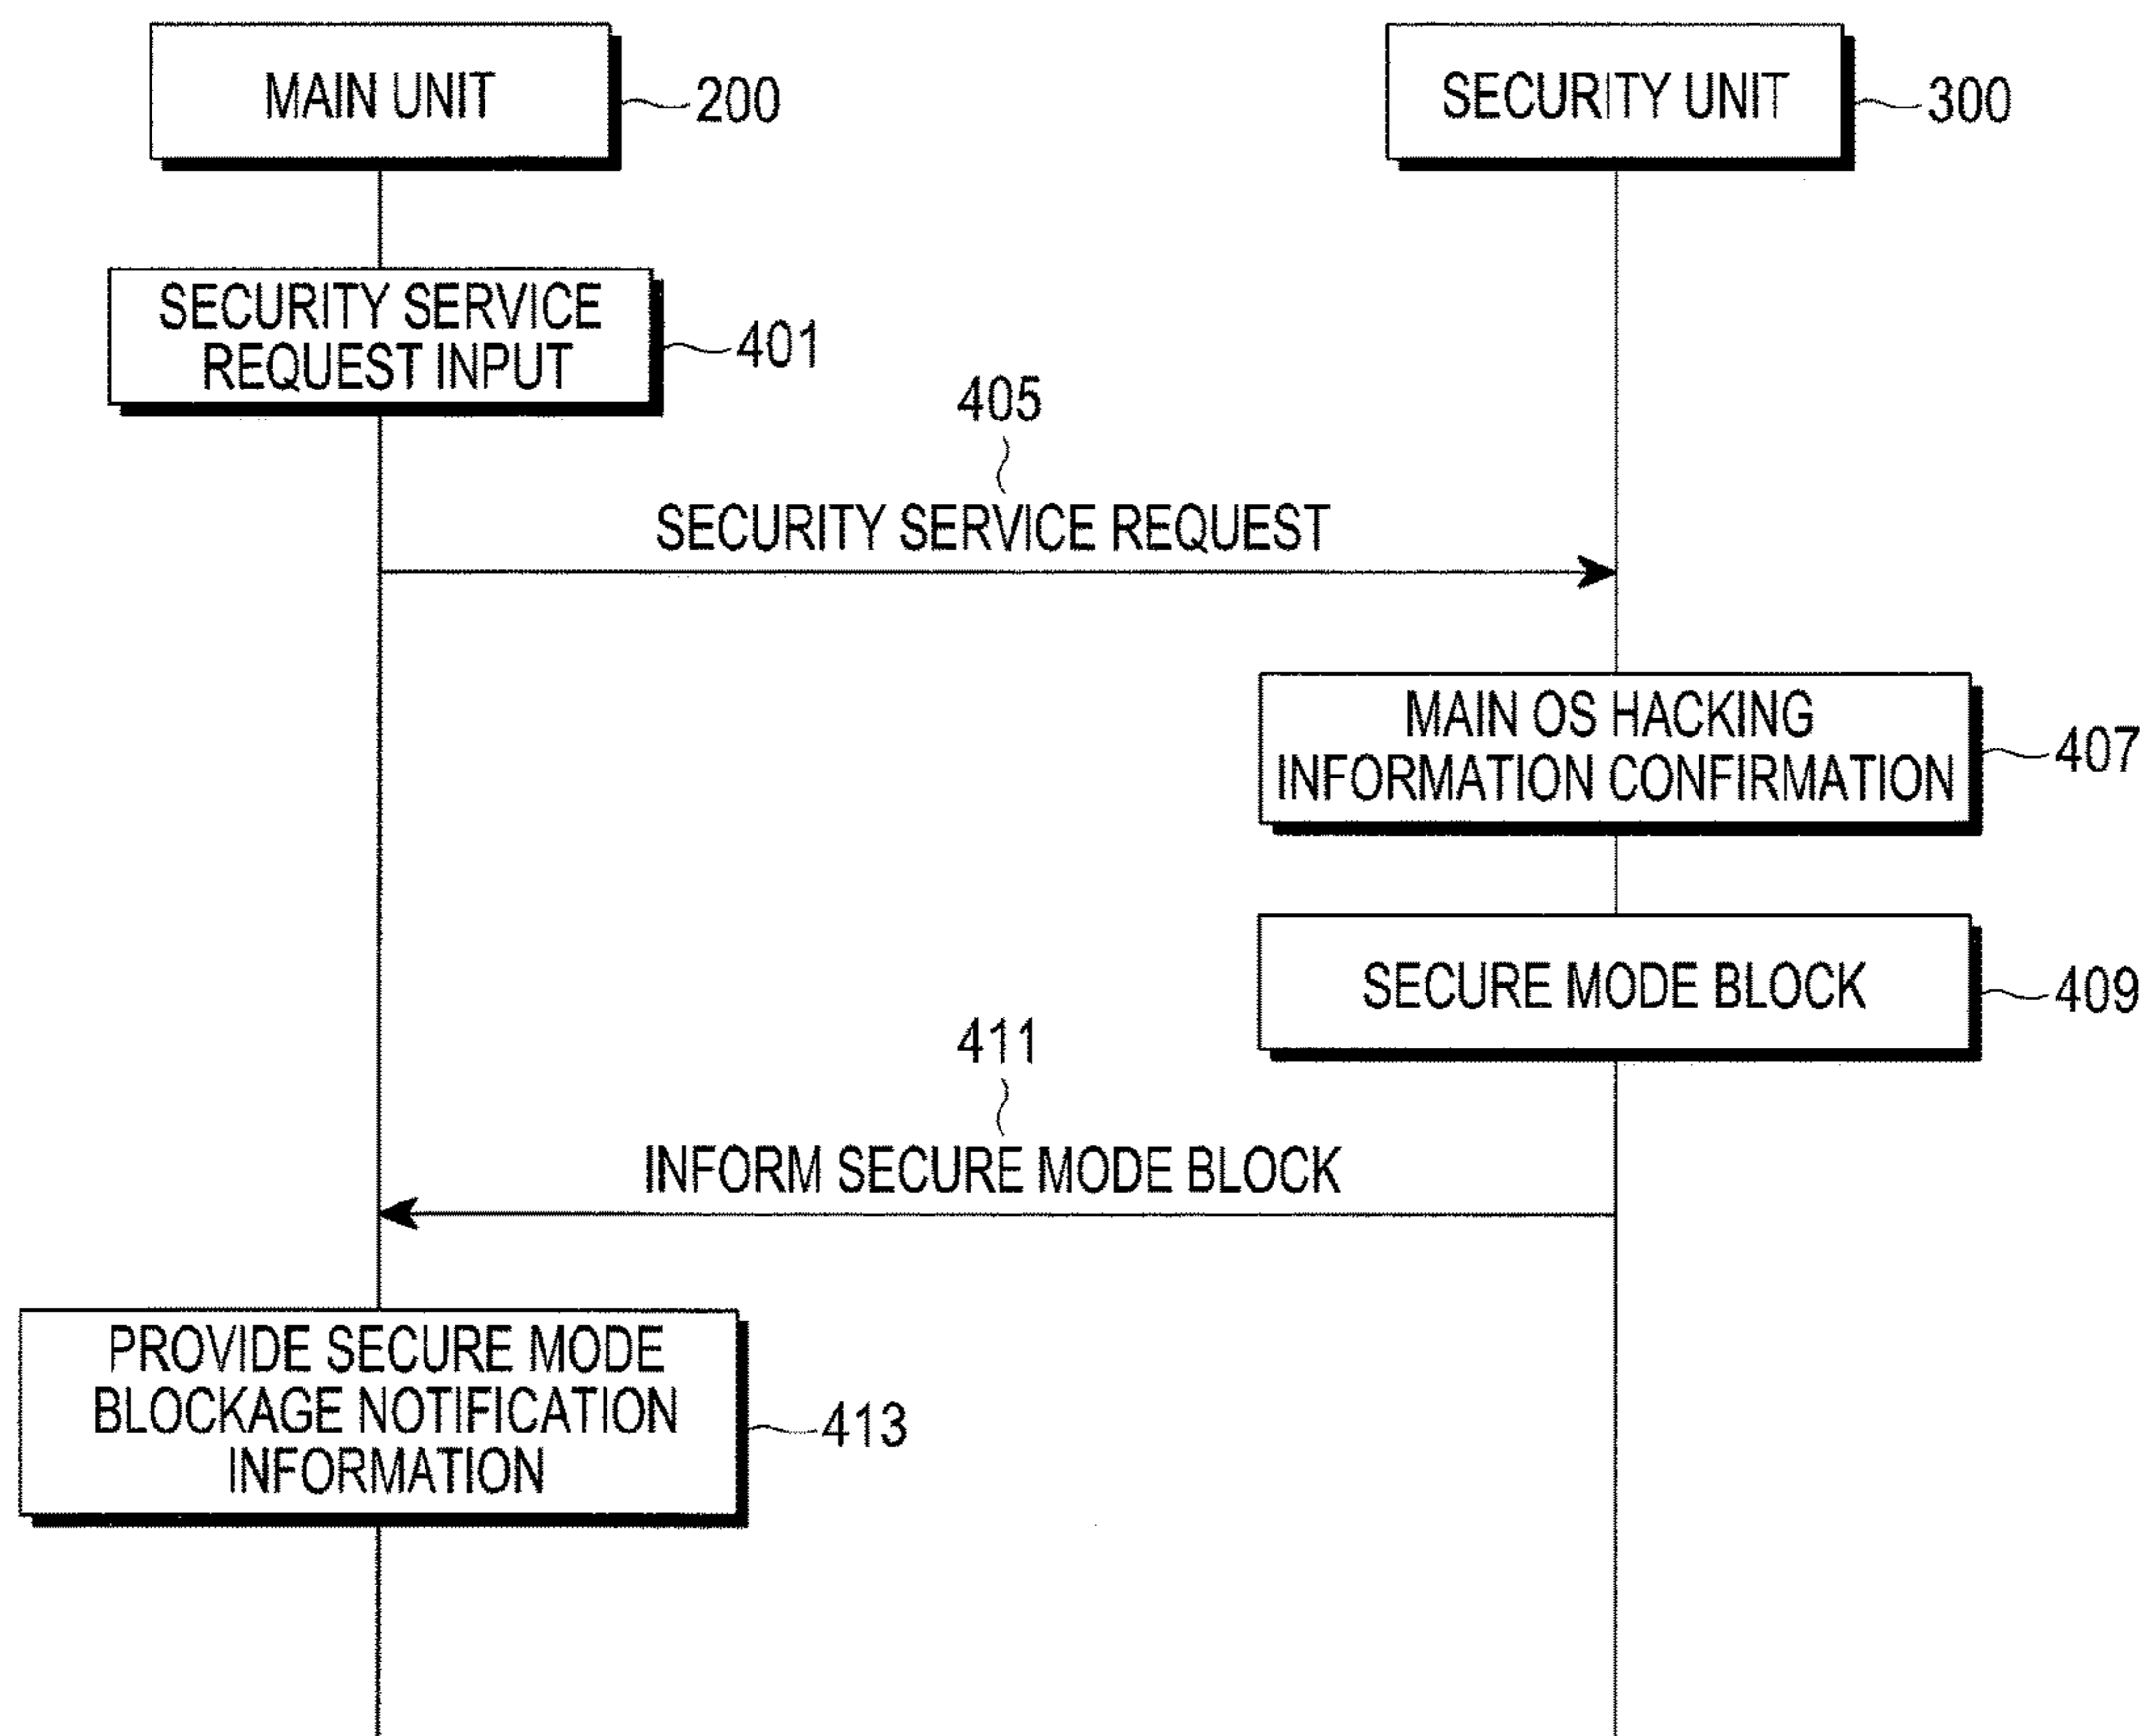 MAIN UNIT
200
SECURITY UNIT
300
SECURITY SERVICE
REQUEST INPUT
401
405
SECURITY SERVICE REQUEST
MAIN OS HACKING
INFORMATION CONFIRMATION
407
SECURE MODE BLOCK
409
411
INFORM SECURE MODE BLOCK
PROVIDE SECURE MODE
BLOCKAGE NOTIFICATION
INFORMATION
413